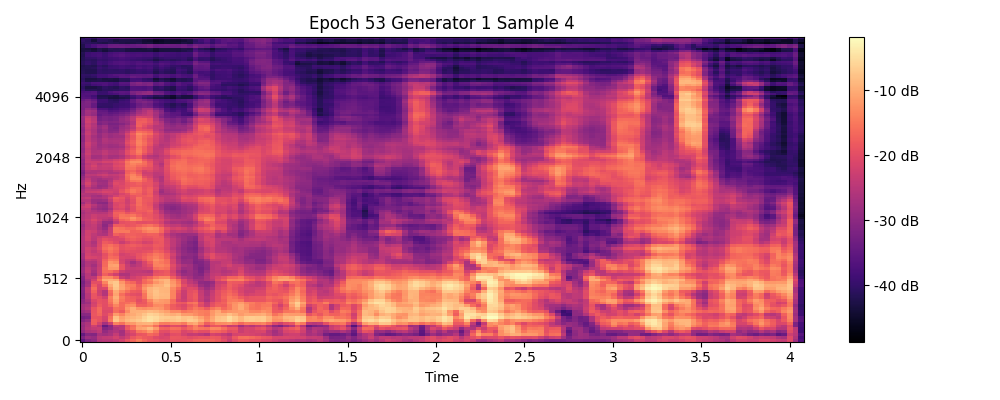 Epoch 53 Generator 1 Sample 4
Hz
4096
2048
1024
512
0
0 0.5 1 1.5 2 2.5 3 3.5 4
Time
-10 dB
-20 dB
-30 dB
-40 dB